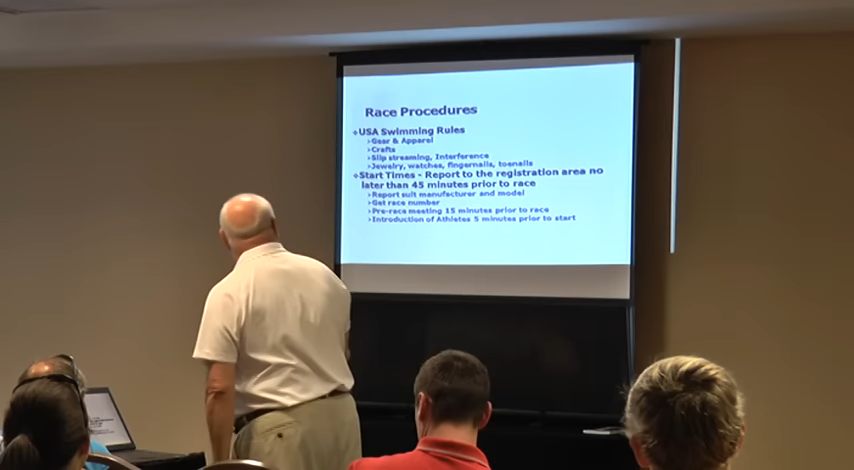 Race Procedures
❖USA Swimming Rules
›Gear & Apparel
›Crafts
›Slip streaming, Interference
›Jewelry, watches, fingernails, toenails
❖Start Times - Report to the registration area no
later than 45 minutes prior to race
›Report suit manufacturer and model
›Get race number
›Pre-race meeting 15 minutes prior to race
›Introduction of Athletes 5 minutes prior to start